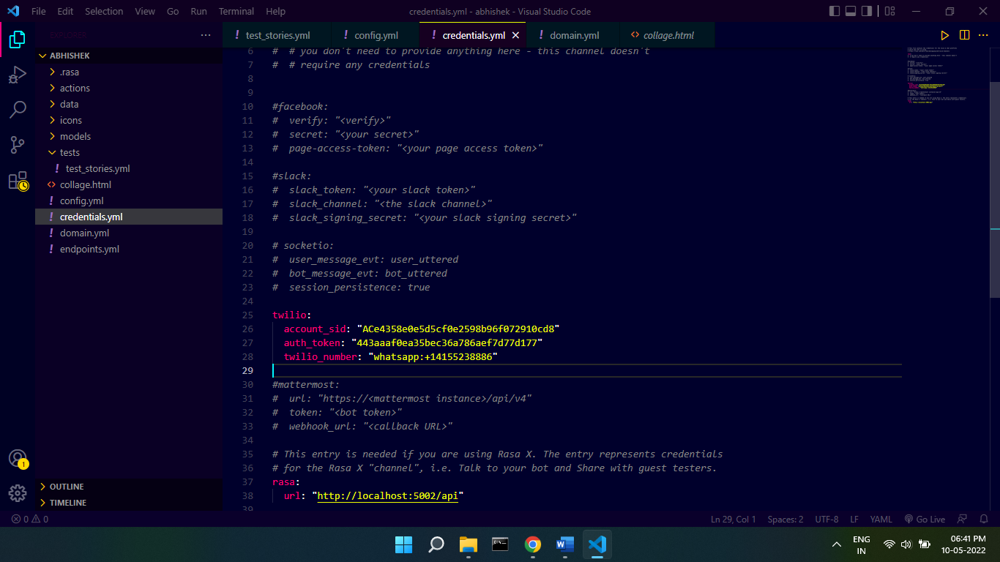 File Edit Selection View Go Run Terminal Help
credentials.yml - abhishek - Visual Studio Code
EXPLORER
ABHISHEK
.rasa
actions
data
icons
models
tests
test_stories.yml
collage.html
config.yml
credentials.yml
domain.yml
endpoints.yml
OUTLINE
TIMELINE
test_stories.yml config.yml credentials.yml domain.yml collage.html
6 # # you don't need to provide anything here - this channel doesn't
7 # # require any credentials
8
9
10 #facebook:
11 #  verify: "<verify>"
12 #  secret: "<your secret>"
13 #  page-access-token: "<your page access token>"
14
15 #slack:
16 #  slack_token: "<your slack token>"
17 #  slack_channel: "<the slack channel>"
18 #  slack_signing_secret: "<your slack signing secret>"
19
20 # socketio:
21 #  user_message_evt: user_uttered
22 #  bot_message_evt: bot_uttered
23 #  session_persistence: true
24
25 twilio:
26   account_sid: "ACe4358e0e5d5cf0e2598b96f072910cd8"
27   auth_token: "443aaaf0ea35bec36a786aef7d77d177"
28   twilio_number: "whatsapp:+14155238886"
29
30 #mattermost:
31 #  url: "https://<mattermost instance>/api/v4"
32 #  token: "<bot token>"
33 #  webhook_url: "<callback URL>"
34
35 # This entry is needed if you are using Rasa X. The entry represents credentials
36 # for the Rasa X "channel", i.e. Talk to your bot and Share with guest testers.
37 rasa:
38   url: "http://localhost:5002/api"
39
1
0 0
Ln 29, Col 1 Spaces: 2 UTF-8 LF YAML Go Live
ENG
IN
06:41 PM
10-05-2022